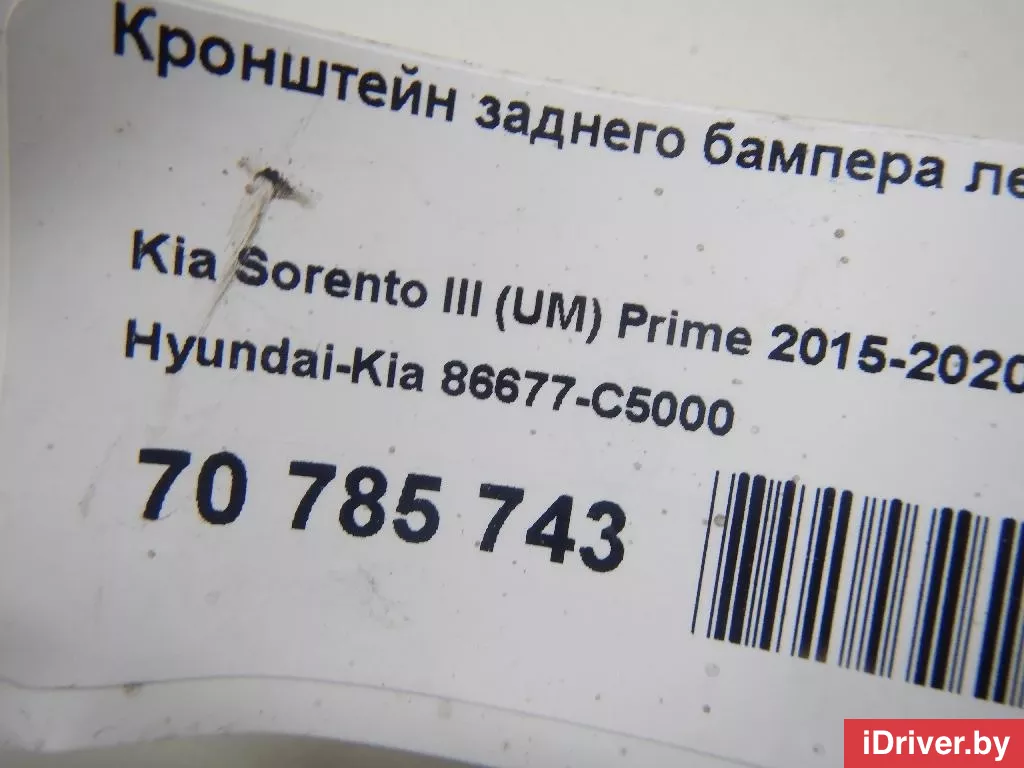 Кронштейн заднего бампера ле
Kia Sorento III (UM) Prime 2015-2020
Hyundai-Kia 86677-C5000
70 785 743
iDriver.by